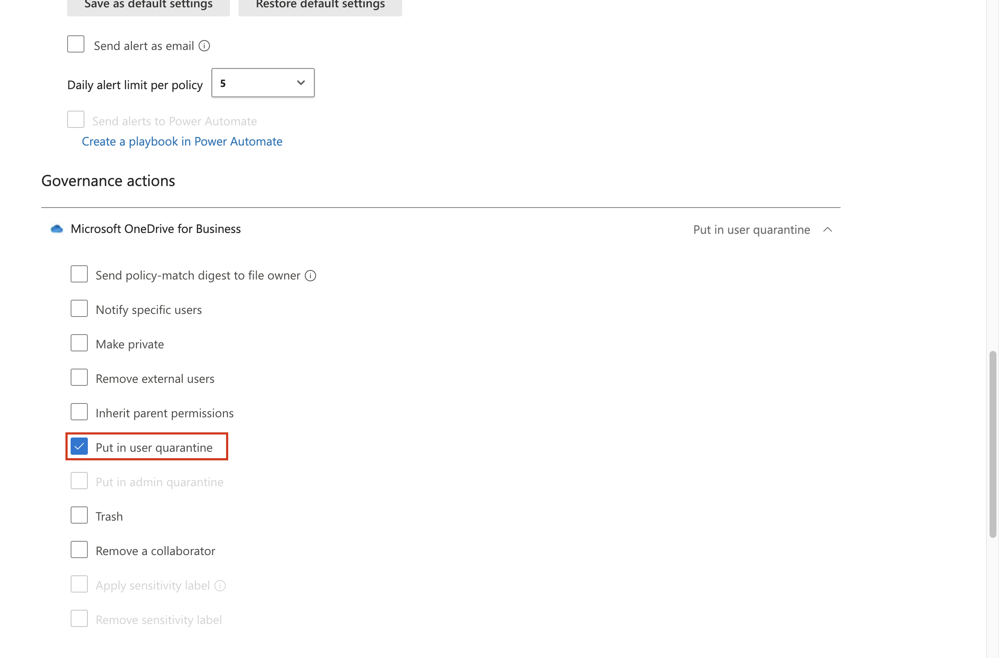 Save as default settings Restore default settings
Send alert as email
Daily alert limit per policy 5
Send alerts to Power Automate
Create a playbook in Power Automate
Governance actions
Microsoft OneDrive for Business Put in user quarantine
Send policy-match digest to file owner
Notify specific users
Make private
Remove external users
Inherit parent permissions
Put in user quarantine
Put in admin quarantine
Trash
Remove a collaborator
Apply sensitivity label
Remove sensitivity label